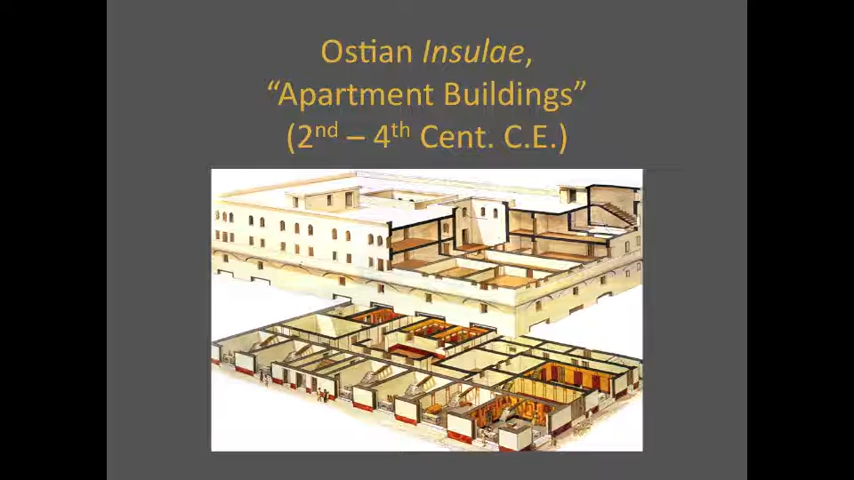 Ostian Insulae,
“Apartment Buildings”
(2nd – 4th Cent. C.E.)